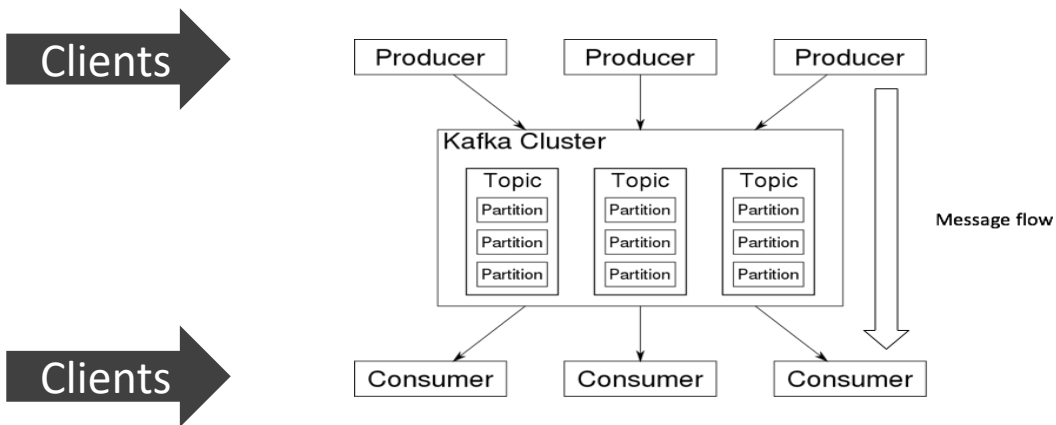 Clients
Producer Producer Producer
Kafka Cluster
Topic Topic Topic
Partition Partition Partition
Partition Partition Partition
Partition Partition Partition
Message flow
Clients
Consumer Consumer Consumer